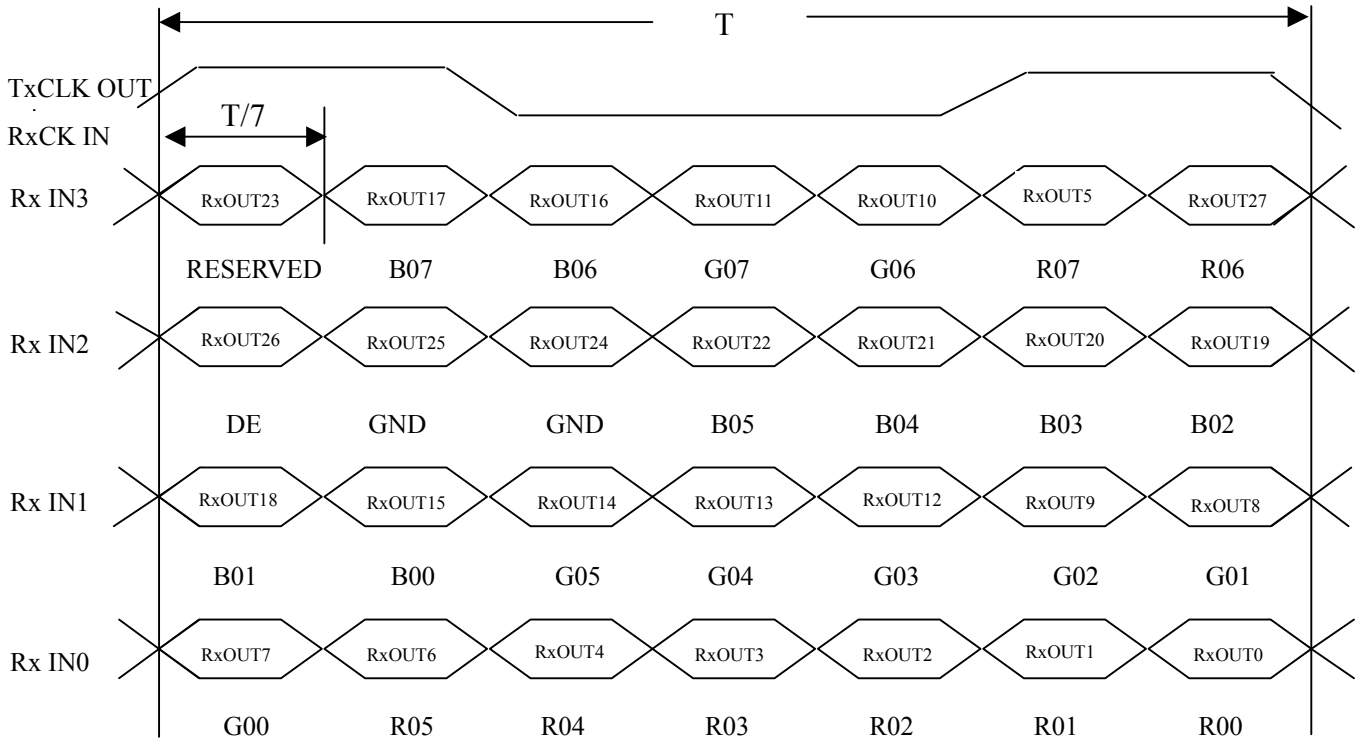 T
TxCLK OUT
RxCK IN
T/7
Rx IN3 RxOUT23 RxOUT17 RxOUT16 RxOUT11 RxOUT10 RxOUT5 RxOUT27
RESERVED B07 B06 G07 G06 R07 R06
Rx IN2 RxOUT26 RxOUT25 RxOUT24 RxOUT22 RxOUT21 RxOUT20 RxOUT19
DE GND GND B05 B04 B03 B02
Rx IN1 RxOUT18 RxOUT15 RxOUT14 RxOUT13 RxOUT12 RxOUT9 RxOUT8
B01 B00 G05 G04 G03 G02 G01
Rx IN0 RxOUT7 RxOUT6 RxOUT4 RxOUT3 RxOUT2 RxOUT1 RxOUT0
G00 R05 R04 R03 R02 R01 R00